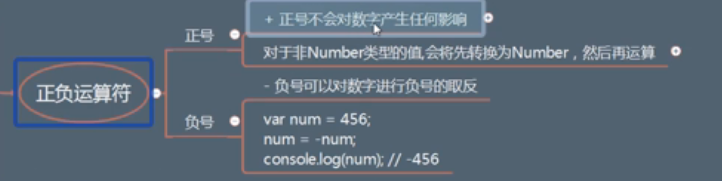 正负运算符
正号
+ 正号不会对数字产生任何影响
对于非Number类型的值,会将先转换为Number，然后再运算
负号
- 负号可以对数字进行负号的取反
var num = 456;
num = -num;
console.log(num); // -456